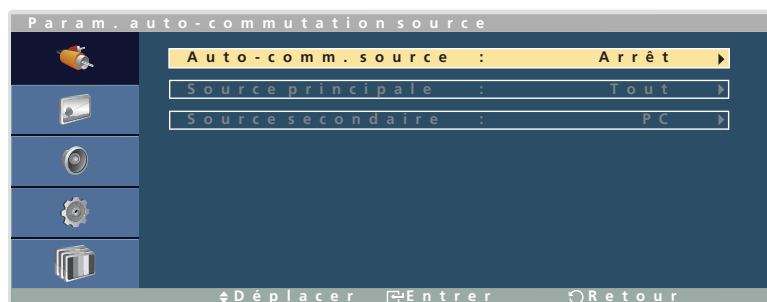 Param. auto-commutation source
Auto-comm. source : Arrêt
Source principale : Tout
Source secondaire : PC
Déplacer Entrer Retour